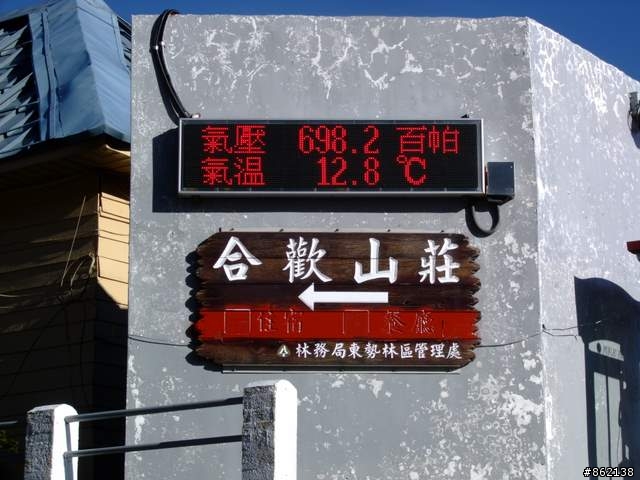 氣壓 698.2 百帕
氣溫 12.8 ℃
合歡山莊
住宿 餐廳
林務局東勢林區管理處
#862138